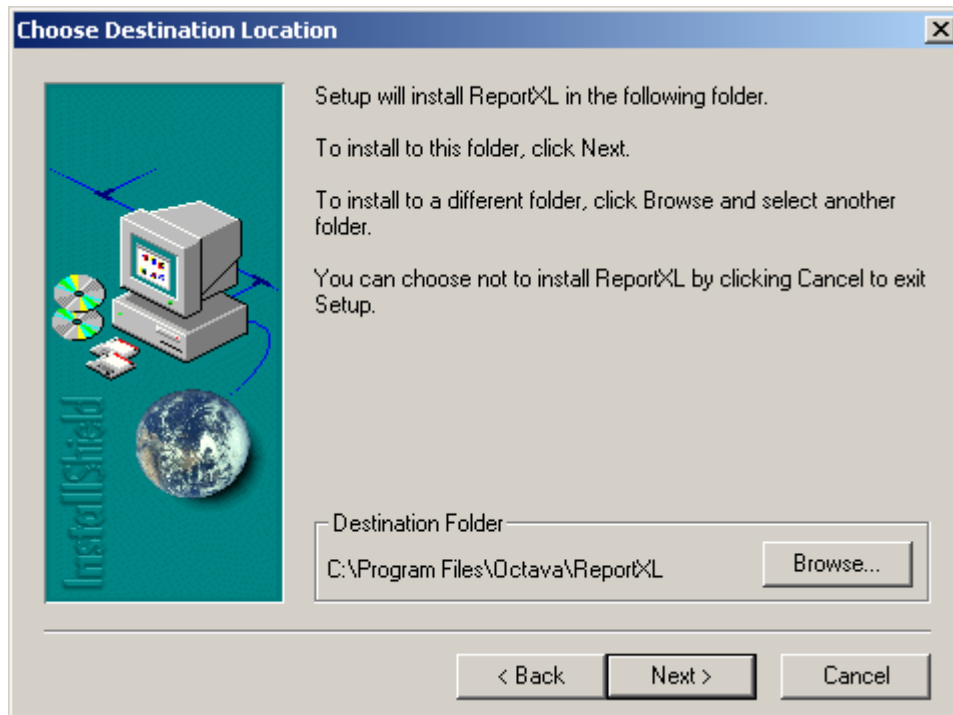 Choose Destination Location
Setup will install ReportXL in the following folder.
To install to this folder, click Next.
To install to a different folder, click Browse and select another
folder.
You can choose not to install ReportXL by clicking Cancel to exit
Setup.
InstallShield
Destination Folder
C:\Program Files\Octava\ReportXL
Browse...
< Back
Next >
Cancel